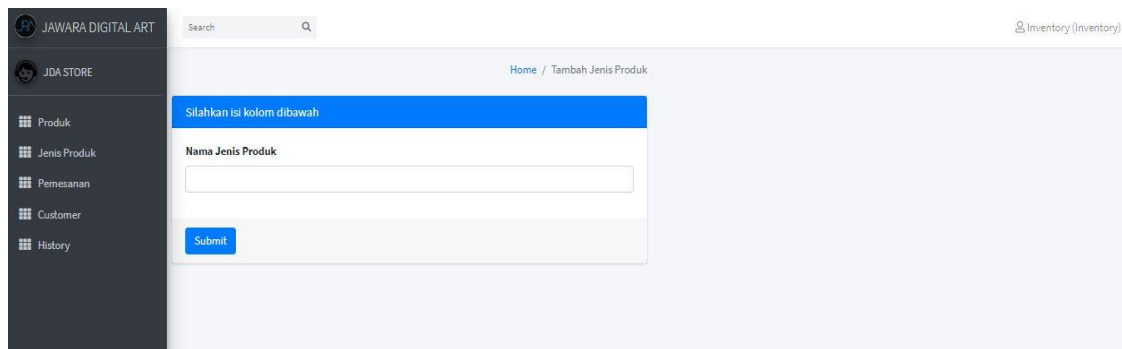 JAWARA DIGITAL ART
Search
Inventory (Inventory)
JDA STORE
Home / Tambah Jenis Produk
Silahkan isi kolom dibawah
Nama Jenis Produk
Submit
Produk
Jenis Produk
Pemesanan
Customer
History